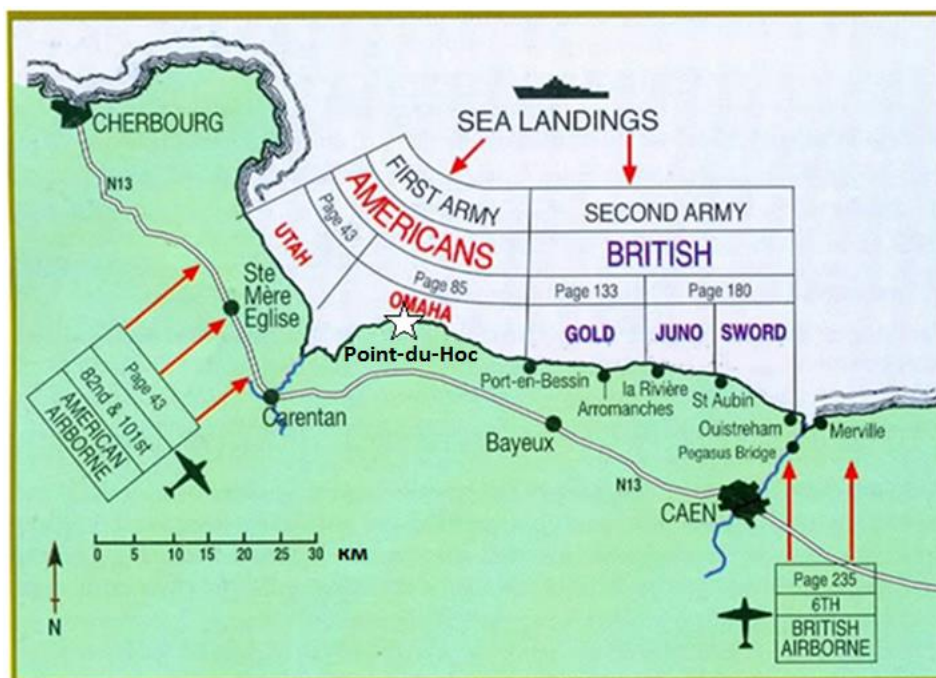 CHERBOURG
SEA LANDINGS
N13
FIRST ARMY
AMERICANS
Page 43
UTAH
Page 85
OMAHA
SECOND ARMY
BRITISH
Page 133
Page 180
GOLD
JUNO
SWORD
Ste
Mère
Eglise
Point-du-Hoc
Port-en-Bessin
la Rivière
Arromanches
St Aubin
Ouistreham
Merville
Pegasus Bridge
Page 43
82nd & 101st
AMERICAN
AIRBORNE
Carentan
Bayeux
N13
CAEN
0 5 10 15 20 25 30 KM
N
Page 235
6TH
BRITISH
AIRBORNE